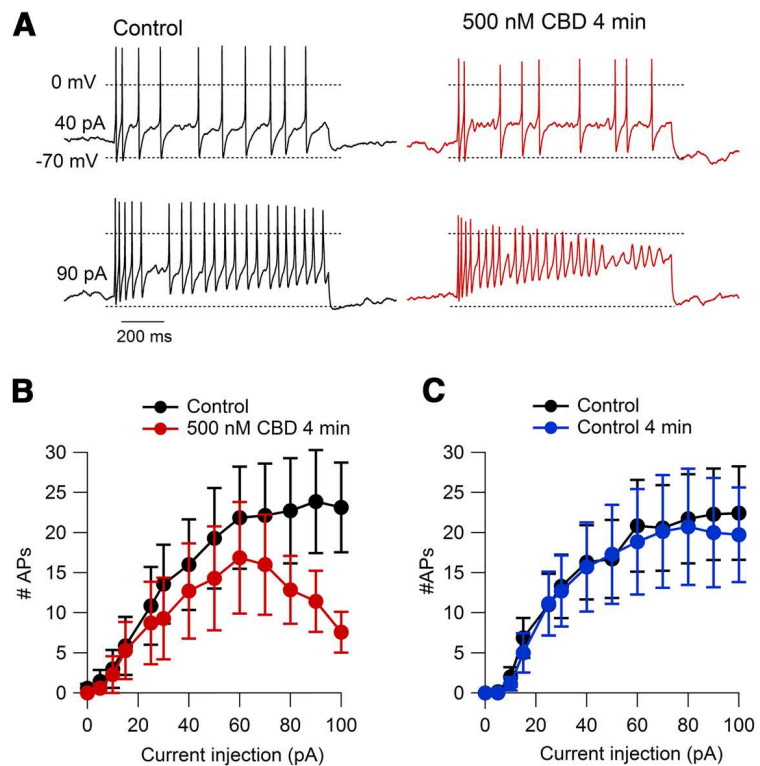 A
Control
500 nM CBD 4 min
0 mV
40 pA
-70 mV
90 pA
200 ms
B
Control
500 nM CBD 4 min
30
25
20
15
10
5
0
# APs
0 20 40 60 80 100
Current injection (pA)
C
Control
Control 4 min
30
25
20
15
10
5
0
#APs
0 20 40 60 80 100
Current injection (pA)